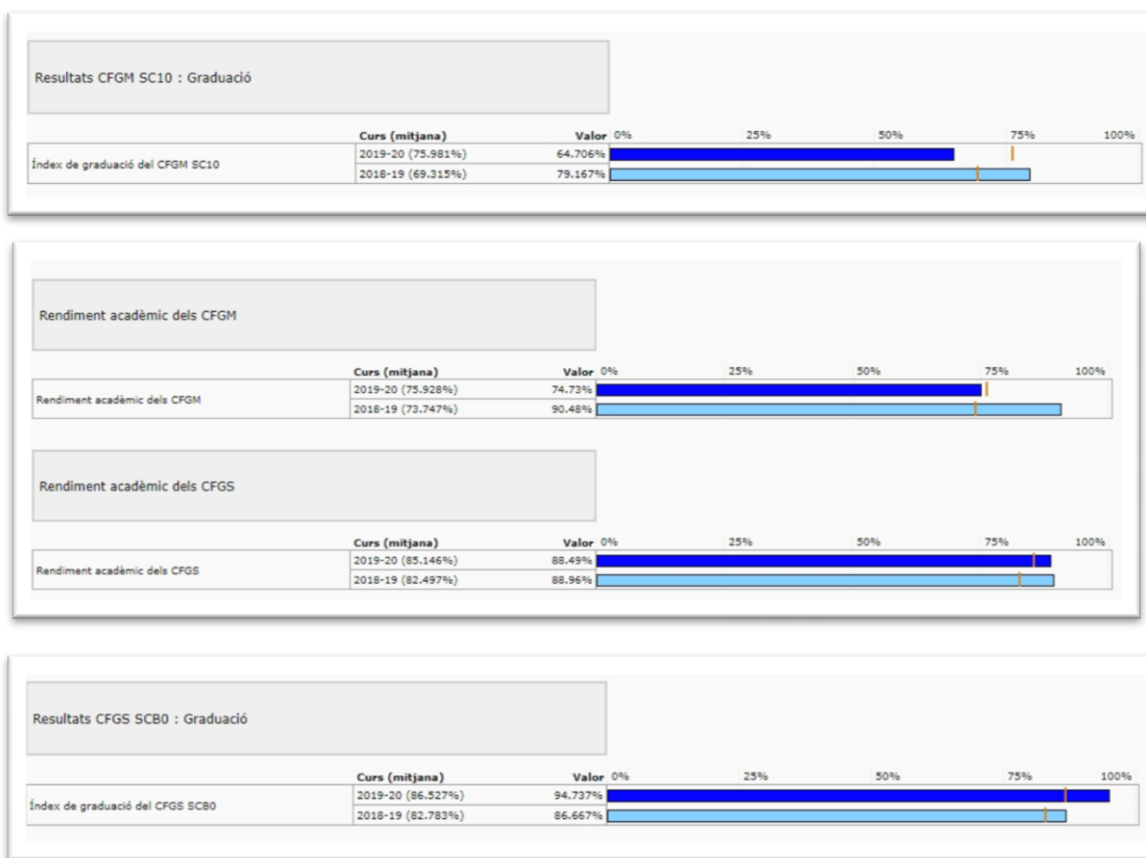 Resultats CFGM SC10 : Graduació
Curs (mitjana) Valor 0% 25% 50% 75% 100%
Índex de graduació del CFGM SC10
2019-20 (75.981%) 64.706%
2018-19 (69.315%) 79.167%
Rendiment acadèmic dels CFGM
Curs (mitjana) Valor 0% 25% 50% 75% 100%
Rendiment acadèmic dels CFGM
2019-20 (75.928%) 74.73%
2018-19 (73.747%) 90.48%
Rendiment acadèmic dels CFGS
Curs (mitjana) Valor 0% 25% 50% 75% 100%
Rendiment acadèmic dels CFGS
2019-20 (85.146%) 88.49%
2018-19 (82.497%) 88.96%
Resultats CFGS SCB0 : Graduació
Curs (mitjana) Valor 0% 25% 50% 75% 100%
Índex de graduació del CFGS SCB0
2019-20 (86.527%) 94.737%
2018-19 (82.783%) 86.667%